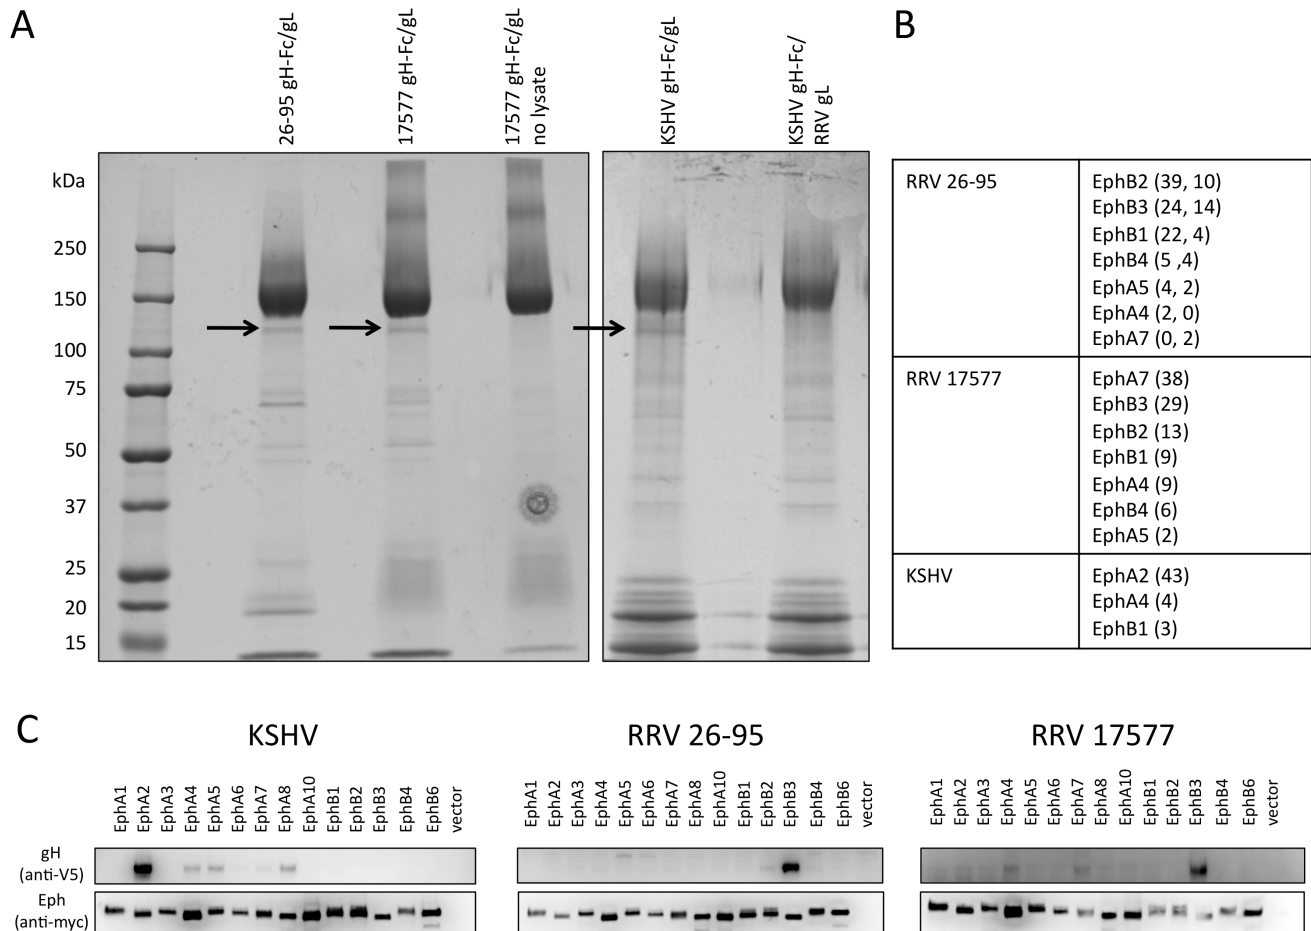 A
26-95 gH-Fc/gL
17577 gH-Fc/gL
17577 gH-Fc/gL
no lysate
KSHV gH-Fc/gL
KSHV gH-Fc/
RRV gL
kDa
250
150
100
75
50
37
25
20
15
B
RRV 26-95
EphB2 (39, 10)
EphB3 (24, 14)
EphB1 (22, 4)
EphB4 (5 ,4)
EphA5 (4, 2)
EphA4 (2, 0)
EphA7 (0, 2)
RRV 17577
EphA7 (38)
EphB3 (29)
EphB2 (13)
EphB1 (9)
EphA4 (9)
EphB4 (6)
EphA5 (2)
KSHV
EphA2 (43)
EphA4 (4)
EphB1 (3)
C
KSHV
EphA1
EphA2
EphA3
EphA4
EphA5
EphA6
EphA7
EphA8
EphA10
EphB1
EphB2
EphB3
EphB4
EphB6
vector
RRV 26-95
EphA1
EphA2
EphA3
EphA4
EphA5
EphA6
EphA7
EphA8
EphA10
EphB1
EphB2
EphB3
EphB4
EphB6
vector
RRV 17577
EphA1
EphA2
EphA3
EphA4
EphA5
EphA6
EphA7
EphA8
EphA10
EphB1
EphB2
EphB3
EphB4
EphB6
vector
gH
(anti-V5)
Eph
(anti-myc)